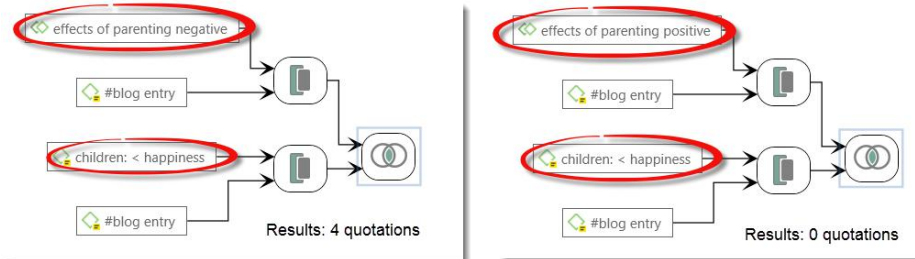 effects of parenting negative
#blog entry
children: < happiness
#blog entry
Results: 4 quotations
effects of parenting positive
#blog entry
children: < happiness
#blog entry
Results: 0 quotations